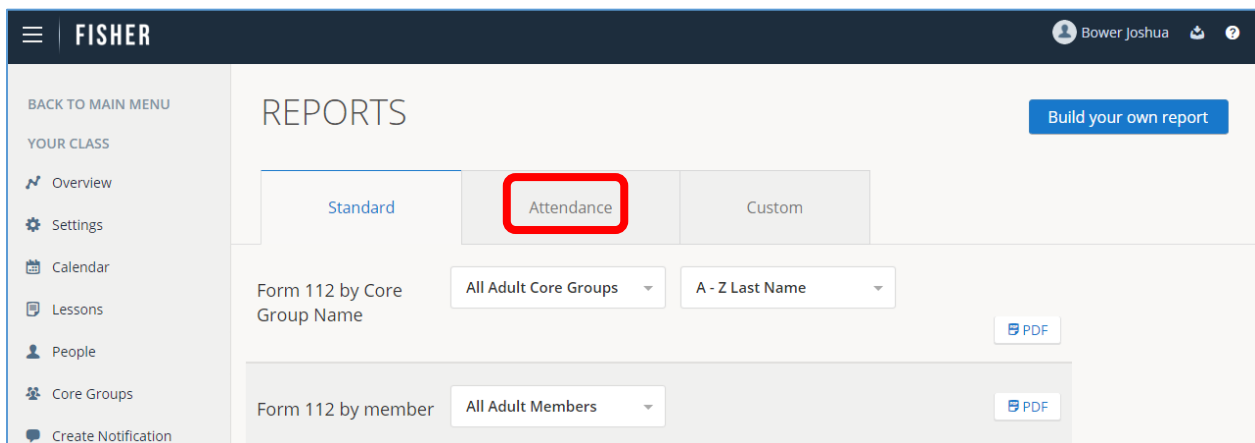 FISHER
Bower Joshua
BACK TO MAIN MENU
YOUR CLASS
Overview
Settings
Calendar
Lessons
People
Core Groups
Create Notification
REPORTS
Build your own report
Standard
Attendance
Custom
Form 112 by Core
Group Name
All Adult Core Groups
A - Z Last Name
PDF
Form 112 by member
All Adult Members
PDF